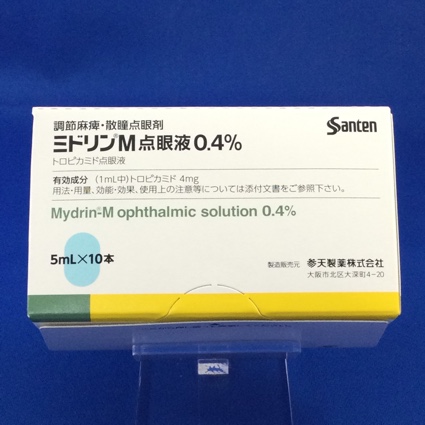 調節麻痺・散瞳点眼剤
Santen
ミドリン®M点眼液0.4%
トロピカミド点眼液
有効成分 (1mL中)トロピカミド 4mg
用法・用量、効能・効果、使用上の注意等については添付文書をご参照下さい。
Mydrin®-M ophthalmic solution 0.4%
5mL×10本
製造販売元 参天製薬株式会社
大阪市北区大深町4-20